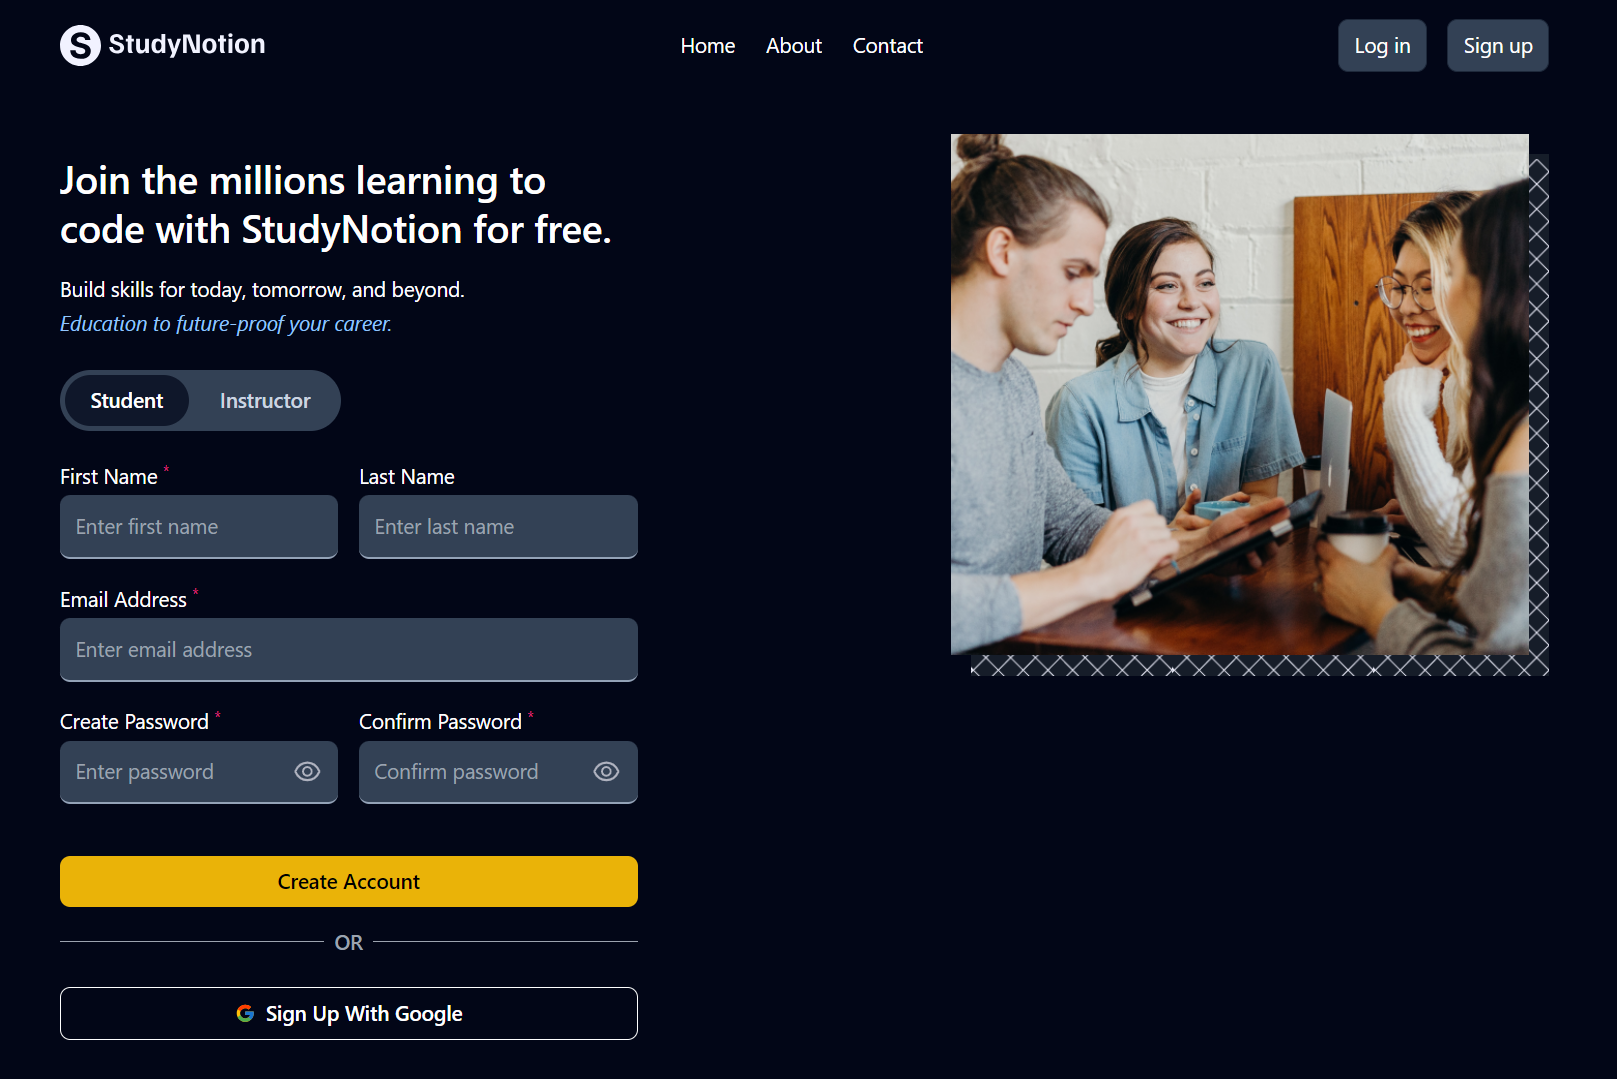 S StudyNotion
Home About Contact
Log in Sign up
Join the millions learning to
code with StudyNotion for free.
Build skills for today, tomorrow, and beyond.
Education to future-proof your career.
Student Instructor
First Name * Last Name
Enter first name Enter last name
Email Address *
Enter email address
Create Password * Confirm Password *
Enter password Confirm password
Create Account
OR
Sign Up With Google